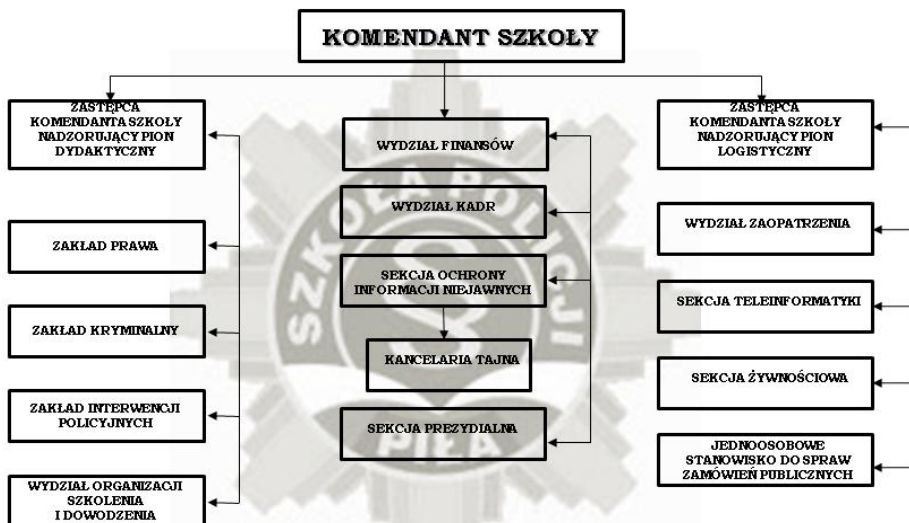 KOMENDANT SZKOŁY
ZASTĘPCA
KOMENDANTA SZKOŁY
NADZORUJĄCY PION
DYDAKTYCZNY
ZAKŁAD PRAWA
ZAKŁAD KRYMINALNY
ZAKŁAD INTERWENCJI
POLICYJNYCH
WYDZIAŁ ORGANIZACJI
SZKOLENIA
I DOWODZENIA
WYDZIAŁ FINANSÓW
WYDZIAŁ KADR
SEKCJA OCHRONY
INFORMACJI NIEJAWNYCH
KANCELARIA TAJNA
SEKCJA PREZYDIALNA
ZASTĘPCA
KOMENDANTA SZKOŁY
NADZORUJĄCY PION
LOGISTYCZNY
WYDZIAŁ ZAOPATRZENIA
SEKCJA TELEINFORMATYKI
SEKCJA ŻYWNOŚCIOWA
JEDNOOSOBOWE
STANOWISKO DO SPRAW
ZAMÓWIEŃ PUBLICZNYCH
SZKOŁA POLICJI
PIŁA